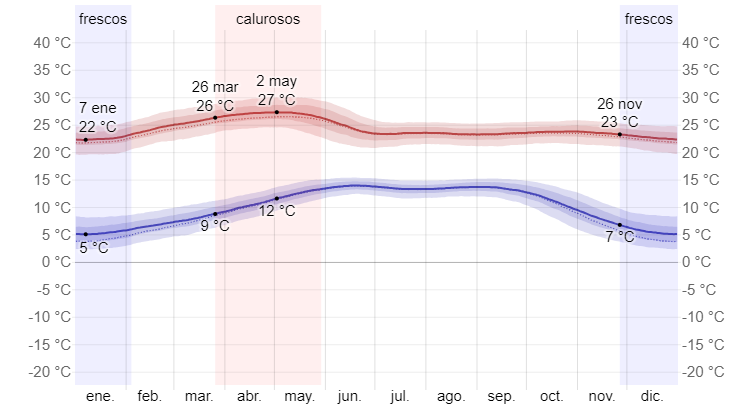 frescos calurosos frescos
40 °C 40 °C
35 °C 35 °C
30 °C 30 °C
25 °C 25 °C
20 °C 20 °C
15 °C 15 °C
10 °C 10 °C
5 °C 5 °C
0 °C 0 °C
-5 °C -5 °C
-10 °C -10 °C
-15 °C -15 °C
-20 °C -20 °C
7 ene
22 °C
26 mar
26 °C
2 may
27 °C
26 nov
23 °C
5 °C
9 °C
12 °C
7 °C
ene. feb. mar. abr. may. jun. jul. ago. sep. oct. nov. dic.